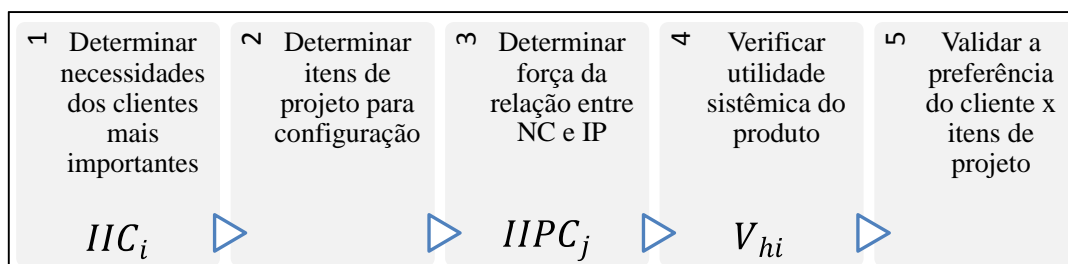 1
Determinar
necessidades
dos clientes
mais
importantes
IIC_i
2
Determinar
itens de
projeto para
configuração
3
Determinar
força da
relação entre
NC e IP
IIPC_j
4
Verificar
utilidade
sistêmica do
produto
V_{hi}
5
Validar a
preferência
do cliente x
itens de
projeto